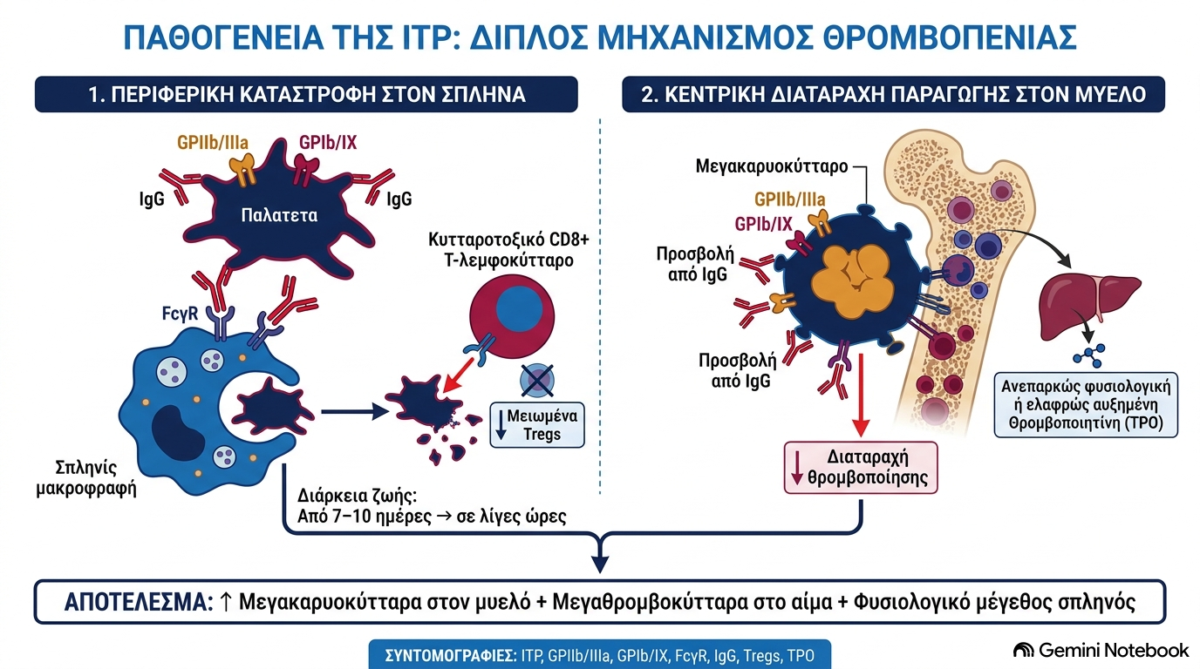 ΠΑΘΟΓΕΝΕΙΑ ΤΗΣ ITP: ΔΙΠΛΟΣ ΜΗΧΑΝΙΣΜΟΣ ΘΡΟΜΒΟΠΕΝΙΑΣ
1. ΠΕΡΙΦΕΡΙΚΗ ΚΑΤΑΣΤΡΟΦΗ ΣΤΟΝ ΣΠΛΗΝΑ
GPIIb/IIIa
GPIb/IX
IgG
IgG
Παλατετα
Κυτταροτοξικό CD8+
Τ-λεμφοκύτταρο
FcγR
Μειωμένα
Tregs
Σπληνίς
μακροφραφή
Διάρκεια ζωής:
Από 7–10 ημέρες → σε λίγες ώρες
2. ΚΕΝΤΡΙΚΗ ΔΙΑΤΑΡΑΧΗ ΠΑΡΑΓΩΓΗΣ ΣΤΟΝ ΜΥΕΛΟ
Μεγακαρυοκύτταρο
GPIIb/IIIa
GPIb/IX
Προσβολή
από IgG
Προσβολή
από IgG
Ανεπαρκώς φυσιολογική
ή ελαφρώς αυξημένη
Θρομβοποιητίνη (TPO)
Διαταραχή
θρομβοποίησης
ΑΠΟΤΕΛΕΣΜΑ: ↑ Μεγακαρυοκύτταρα στον μυελό + Μεγαθρομβοκύτταρα στο αίμα + Φυσιολογικό μέγεθος σπληνός
ΣΥΝΤΟΜΟΓΡΑΦΙΕΣ: ITP, GPIIb/IIIa, GPIb/IX, FcγR, IgG, Tregs, TPO
Gemini Notebook